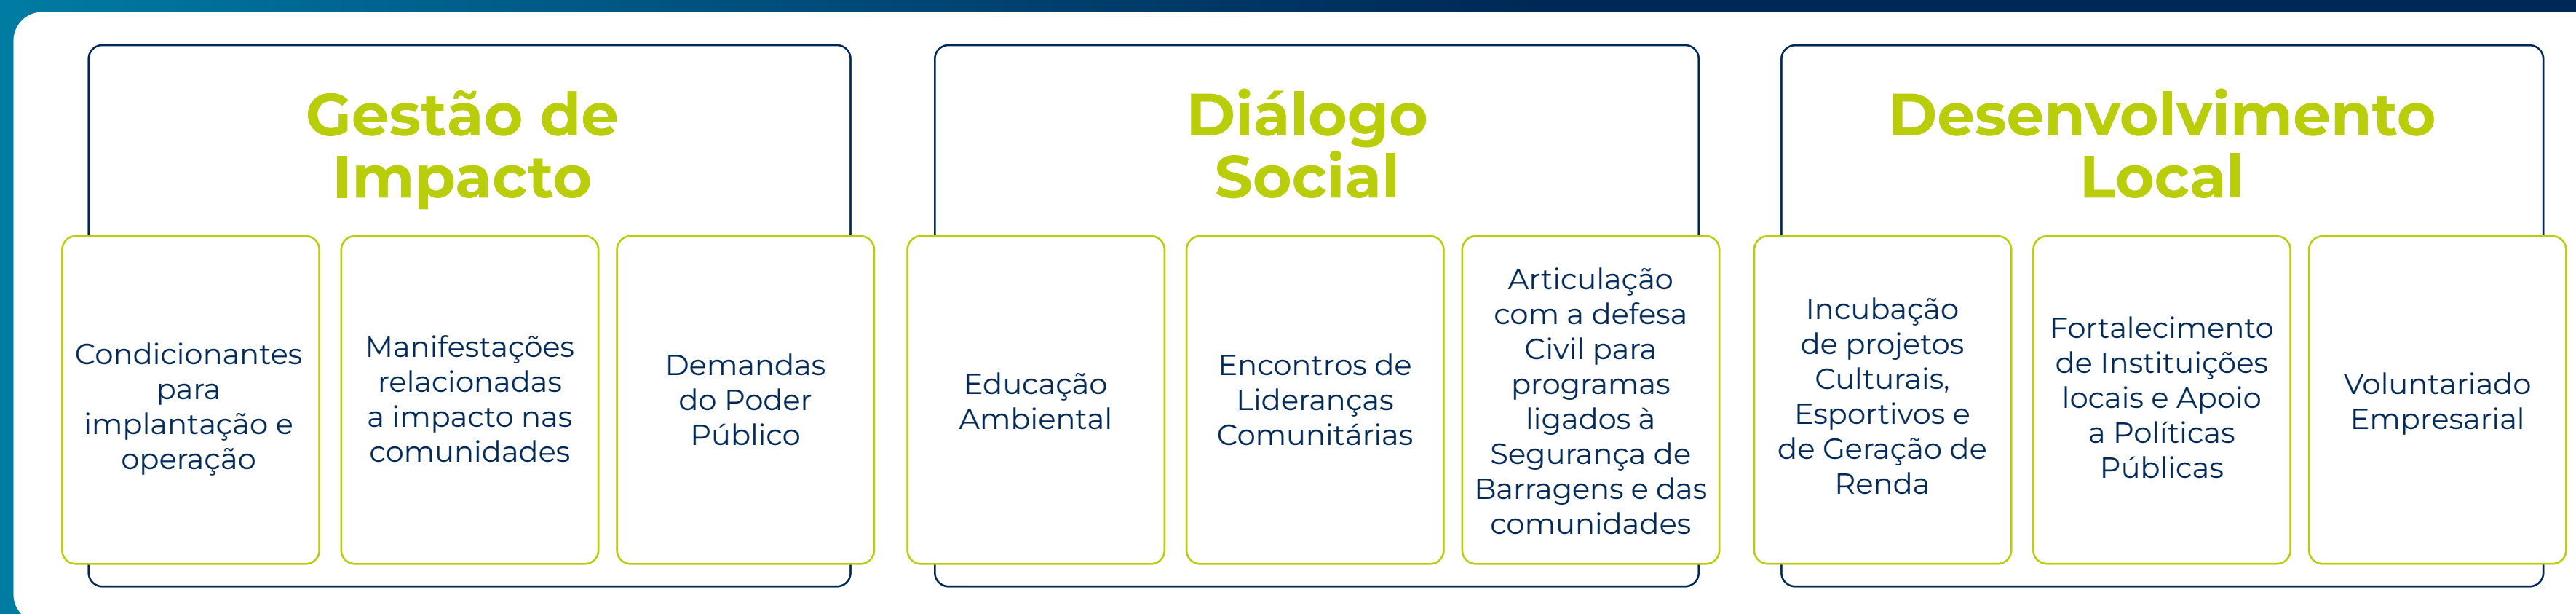 Gestão de
Impacto
Condicionantes
para
implantação e
operação
Manifestações
relacionadas
a impacto nas
comunidades
Demandas
do Poder
Público
Diálogo
Social
Educação
Ambiental
Encontros de
Lideranças
Comunitárias
Articulação
com a defesa
Civil para
programas
ligados à
Segurança de
Barragens e das
comunidades
Desenvolvimento
Local
Incubação
de projetos
Culturais,
Esportivos e
de Geração de
Renda
Fortalecimento
de Instituições
locais e Apoio
a Políticas
Públicas
Voluntariado
Empresarial